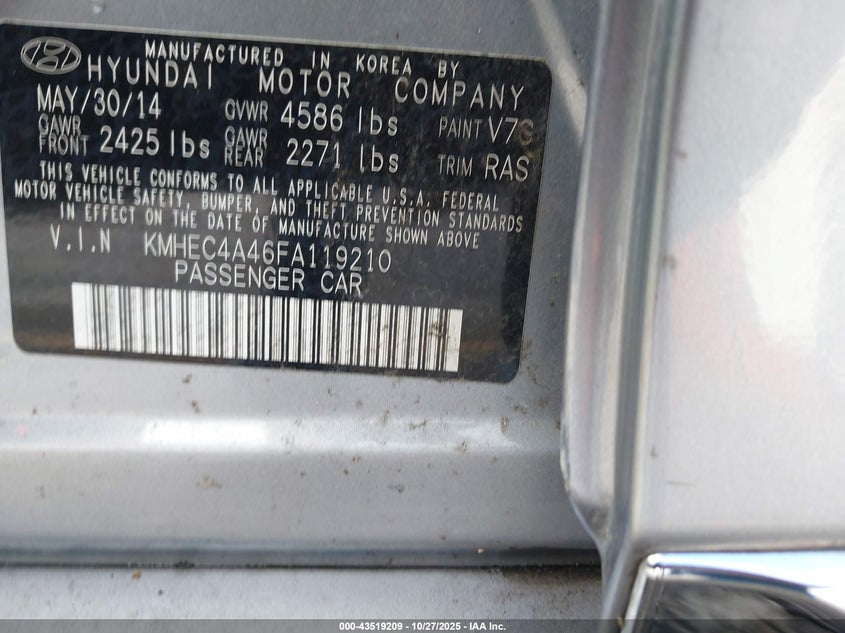 MANUFACTURED IN KOREA BY
HYUNDAI MOTOR COMPANY
MAY/30/14 GVWR 4586 lbs PAINT
GAWR FRONT 2425 lbs GAWR REAR 2271 lbs TRIM RAS
THIS VEHICLE CONFORMS TO ALL APPLICABLE U.S.A. FEDERAL
MOTOR VEHICLE SAFETY, BUMPER, AND THEFT PREVENTION STANDARDS
IN EFFECT ON THE DATE OF MANUFACTURE SHOWN ABOVE
V.I.N KMHEC4A46FA119210
PASSENGER CAR
000-43519209 - 10/27/2025 - IAA Inc.